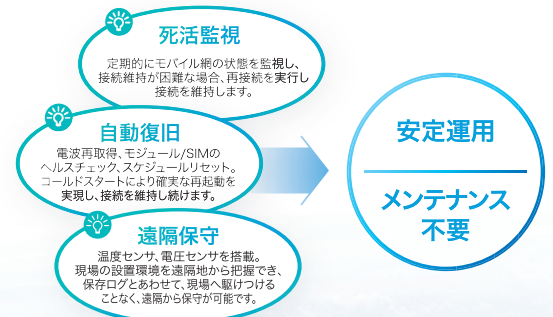 死活監視
定期的にモバイル網の状態を監視し、
接続維持が困難な場合、再接続を実行し
接続を維持します。
自動復旧
電波再取得、モジュール/SIMの
ヘルスチェック、スケジュールリセット。
コールドスタートにより確実な再起動を
実現し、接続を維持し続けます。
遠隔保守
温度センサ、電圧センサを搭載。
現場の設置環境を遠隔地から把握でき、
保存ログとあわせて、現場へ駆けつける
ことなく、遠隔から保守が可能です。
安定運用
メンテナンス
不要